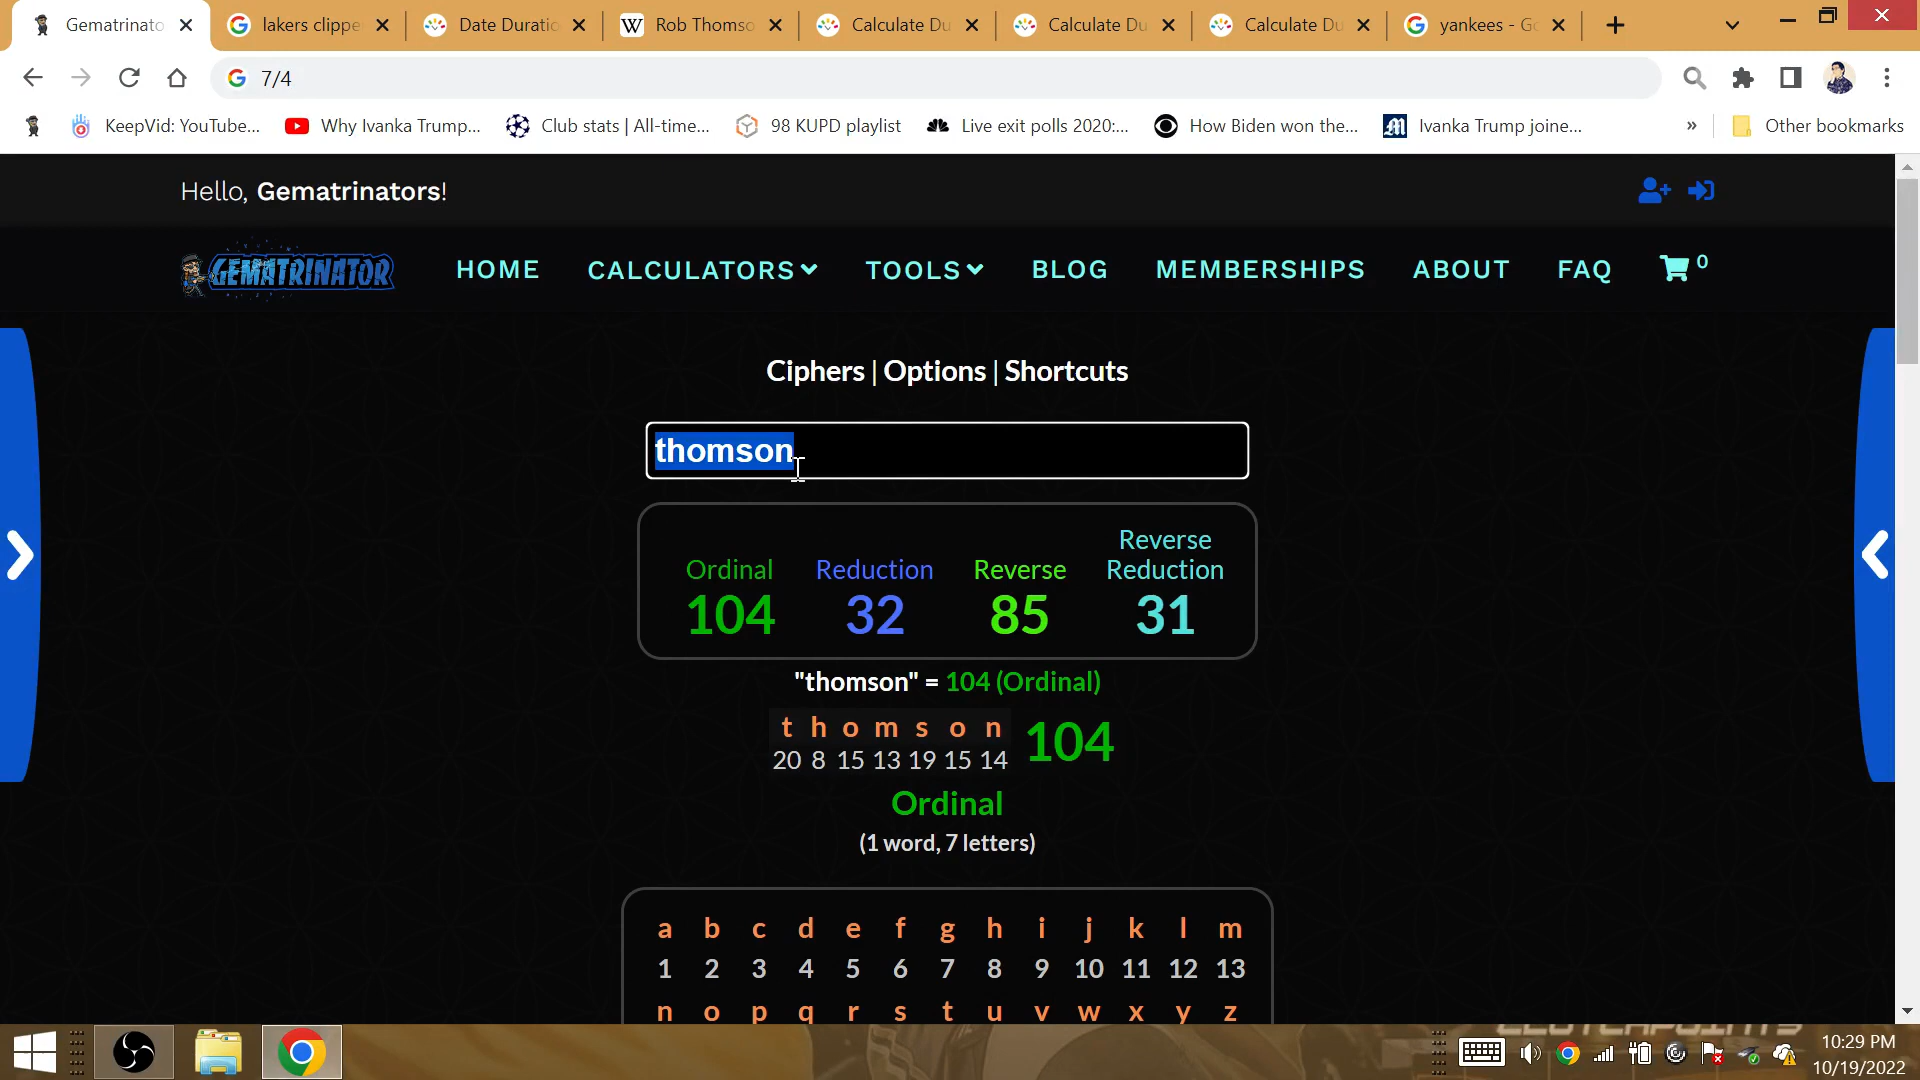 Gematrinato
lakers clippe
Date Duratio
Rob Thomso
Calculate Du
Calculate Du
Calculate Du
yankees - Go
7/4
KeepVid: YouTube...
Why Ivanka Trump...
Club stats | All-time...
98 KUPD playlist
Live exit polls 2020:...
How Biden won the...
Ivanka Trump joine...
»
Other bookmarks
Hello, Gematrinators!
GEMATRINATOR
HOME
CALCULATORS
TOOLS
BLOG
MEMBERSHIPS
ABOUT
FAQ
0
Ciphers | Options | Shortcuts
thomson
Ordinal Reduction Reverse Reverse Reduction
104 32 85 31
"thomson" = 104 (Ordinal)
t h o m s o n 104
20 8 15 13 19 15 14
Ordinal
(1 word, 7 letters)
a b c d e f g h i j k l m
1 2 3 4 5 6 7 8 9 10 11 12 13
n o p q r s t u v w x y z
10:29 PM
10/19/2022